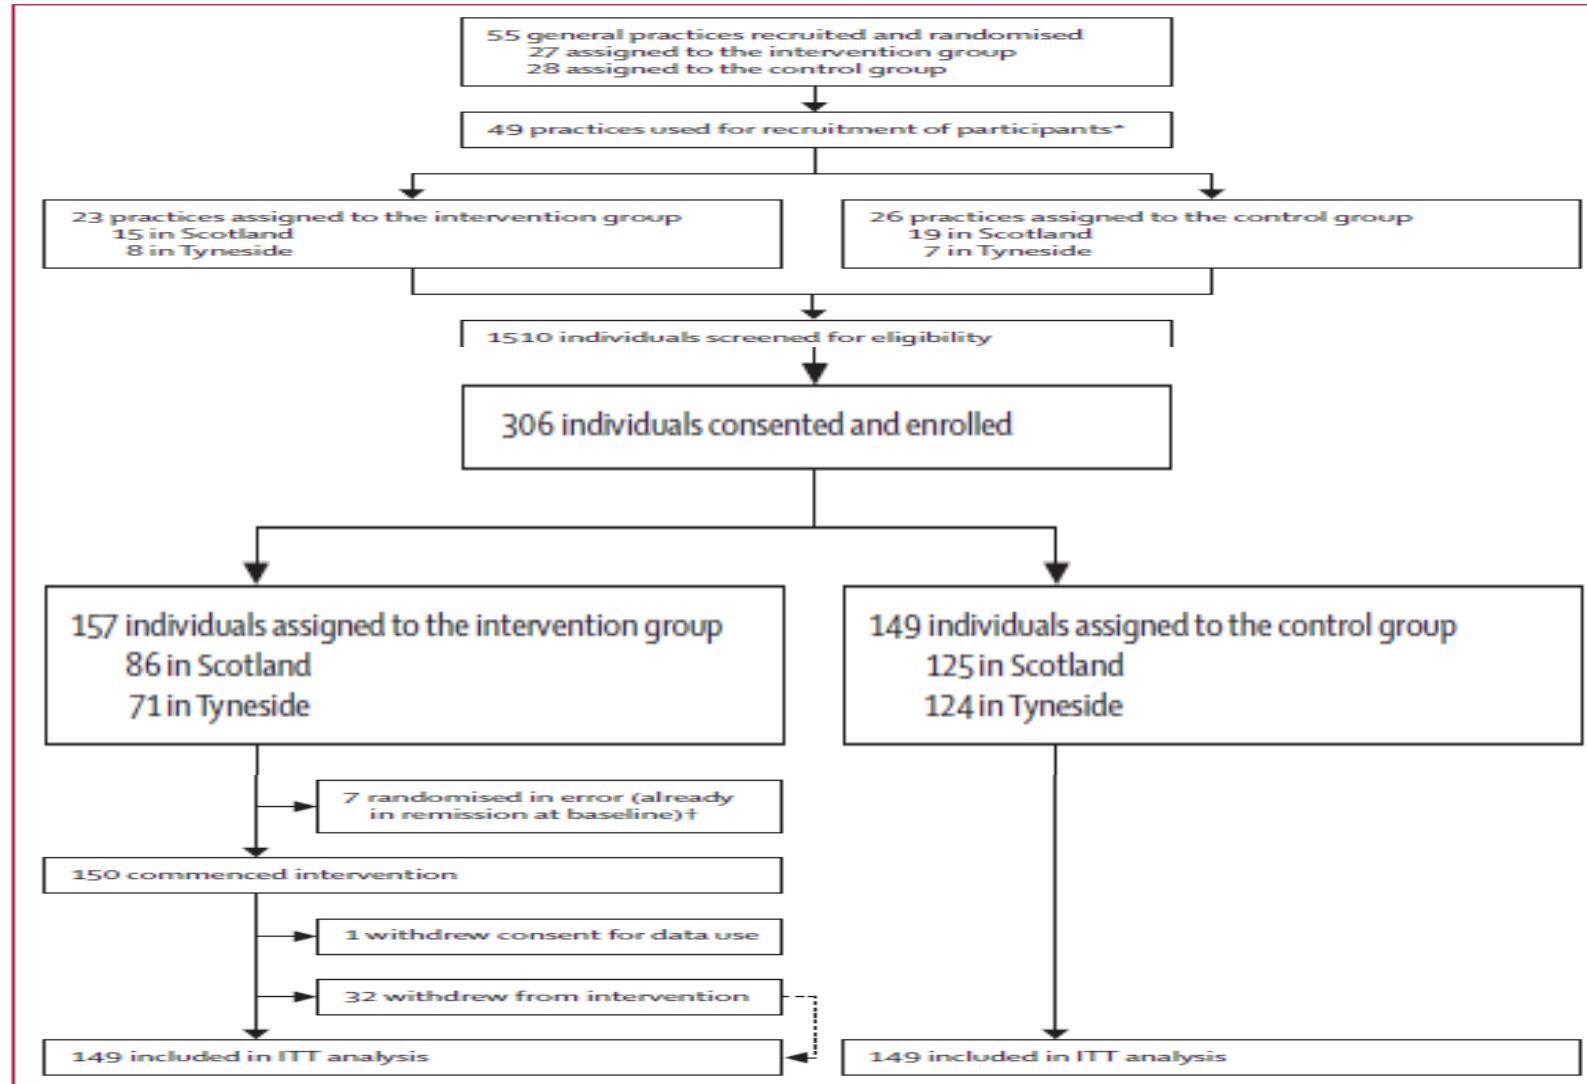 55 general practices recruited and randomised
27 assigned to the intervention group
28 assigned to the control group
49 practices used for recruitment of participants*
23 practices assigned to the intervention group
15 in Scotland
8 in Tyneside
26 practices assigned to the control group
19 in Scotland
7 in Tyneside
1510 individuals screened for eligibility
306 individuals consented and enrolled
157 individuals assigned to the intervention group
86 in Scotland
71 in Tyneside
149 individuals assigned to the control group
125 in Scotland
124 in Tyneside
7 randomised in error (already
in remission at baseline)†
150 commenced intervention
1 withdrew consent for data use
32 withdrew from intervention
149 included in ITT analysis
149 included in ITT analysis